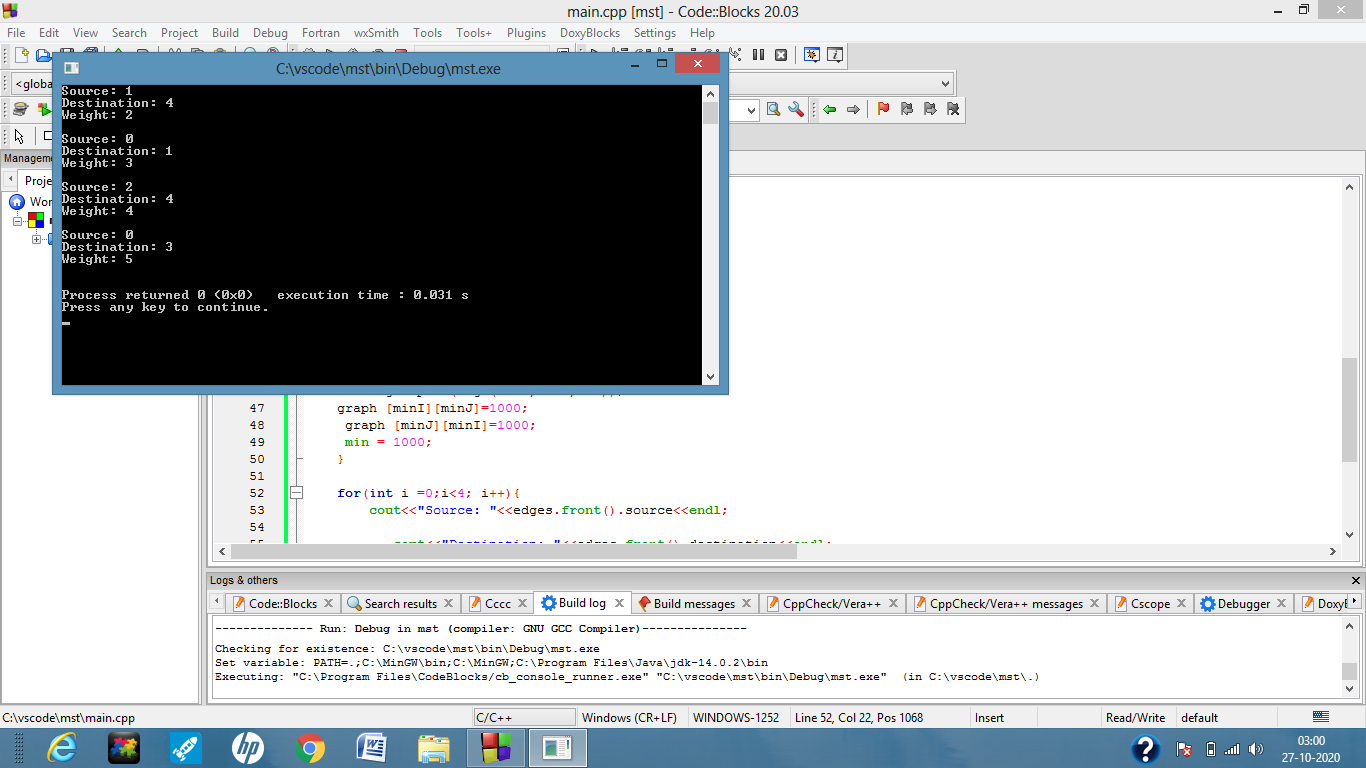 main.cpp [mst] - Code::Blocks 20.03
File Edit View Search Project Build Debug Fortran wxSmith Tools Tools+ Plugins DoxyBlocks Settings Help
C:\vscode\mst\bin\Debug\mst.exe
<globa
Source: 1
Destination: 4
Weight: 2
Source: 0
Destination: 1
Weight: 3
Source: 2
Destination: 4
Weight: 4
Source: 0
Destination: 3
Weight: 5
Process returned 0 (0x0)   execution time : 0.031 s
Press any key to continue.
Managem
Proje
Wor
47 graph [minI][minJ]=1000;
48 graph [minJ][minI]=1000;
49 min = 1000;
50 }
51
52 for(int i =0;i<4; i++){
53 cout<<"Source: "<<edges.front().source<<endl;
54
Logs & others
Code::Blocks Search results Cccc Build log Build messages CppCheck/Vera++ CppCheck/Vera++ messages Cscope Debugger DoxyB
-------------- Run: Debug in mst (compiler: GNU GCC Compiler)---------------
Checking for existence: C:\vscode\mst\bin\Debug\mst.exe
Set variable: PATH=.;C:\MinGW\bin;C:\MinGW;C:\Program Files\Java\jdk-14.0.2\bin
Executing: "C:\Program Files\CodeBlocks/cb_console_runner.exe" "C:\vscode\mst\bin\Debug\mst.exe"  (in C:\vscode\mst\.)
C:\vscode\mst\main.cpp C/C++ Windows (CR+LF) WINDOWS-1252 Line 52, Col 22, Pos 1068 Insert Read/Write default
03:00
27-10-2020